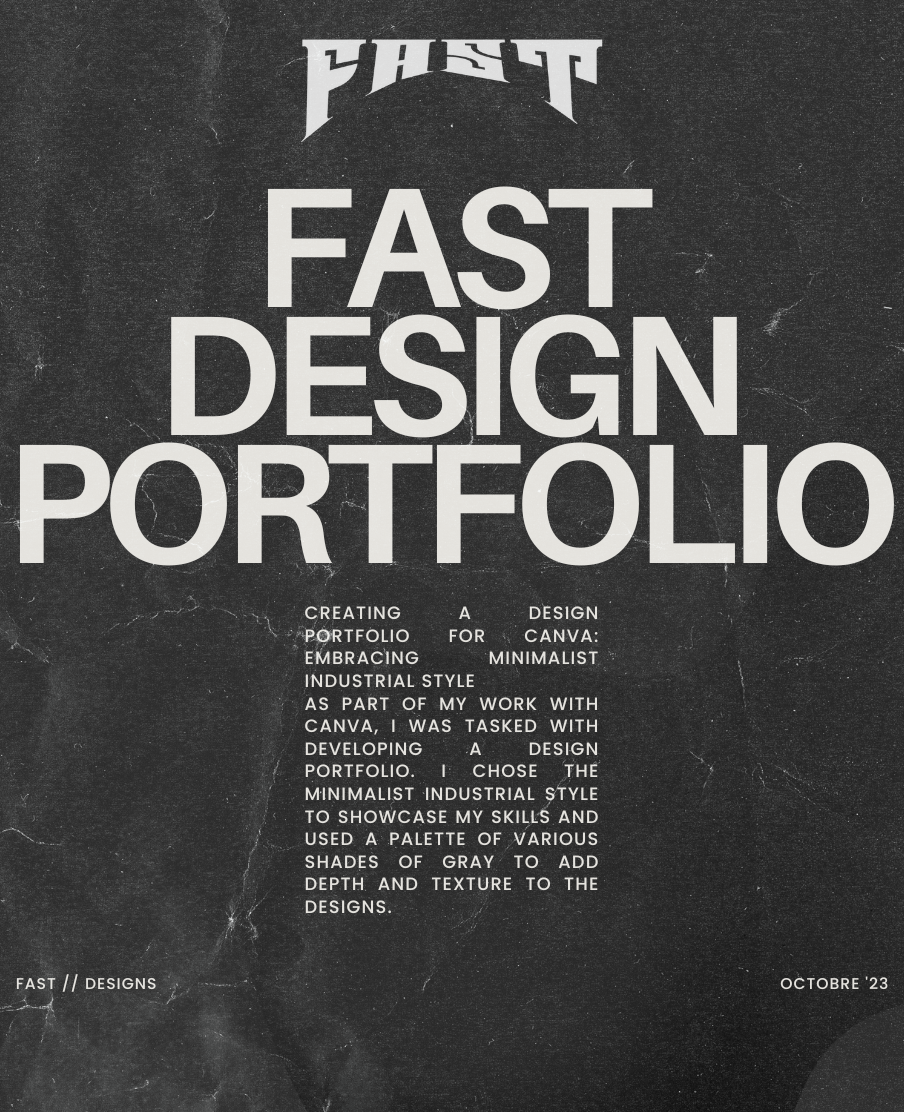 FAST
FAST
DESIGN
PORTFOLIO
CREATING A DESIGN
PORTFOLIO FOR CANVA:
EMBRACING MINIMALIST
INDUSTRIAL STYLE
AS PART OF MY WORK WITH
CANVA, I WAS TASKED WITH
DEVELOPING A DESIGN
PORTFOLIO. I CHOSE THE
MINIMALIST INDUSTRIAL STYLE
TO SHOWCASE MY SKILLS AND
USED A PALETTE OF VARIOUS
SHADES OF GRAY TO ADD
DEPTH AND TEXTURE TO THE
DESIGNS.
FAST // DESIGNS
OCTOBRE '23